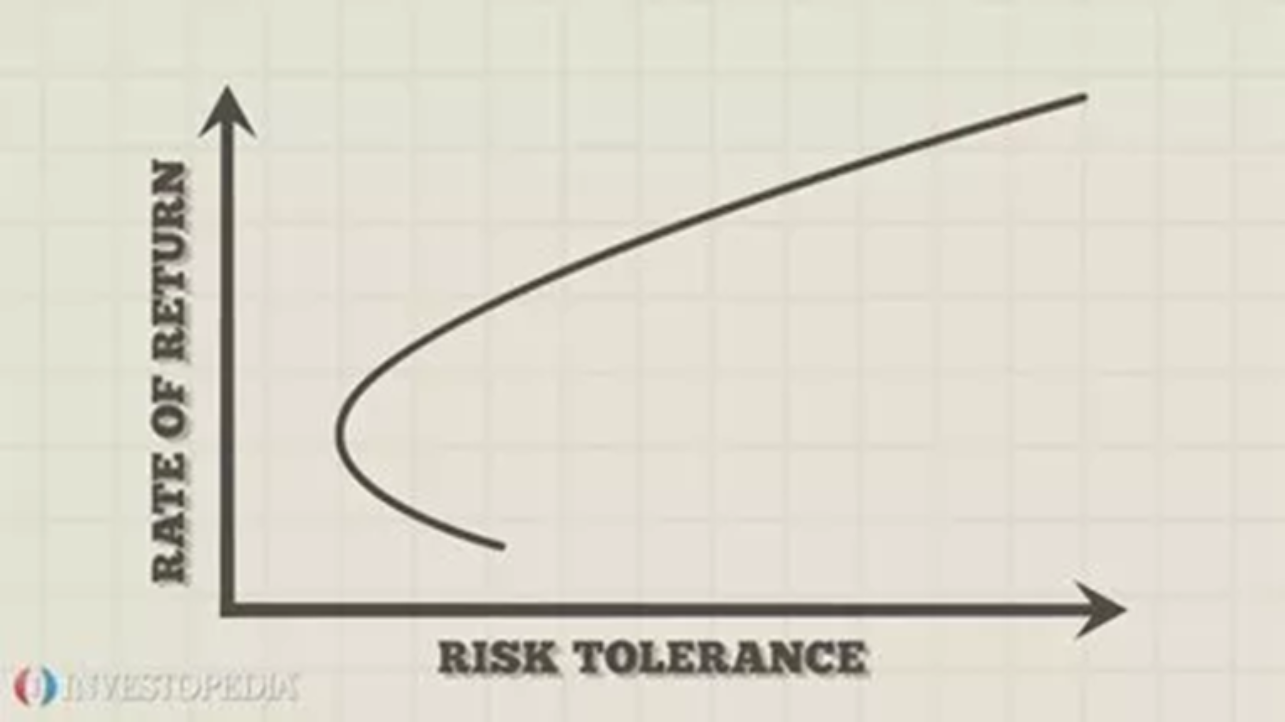 RATE OF RETURN
RISK TOLERANCE
INVESTOPEDIA